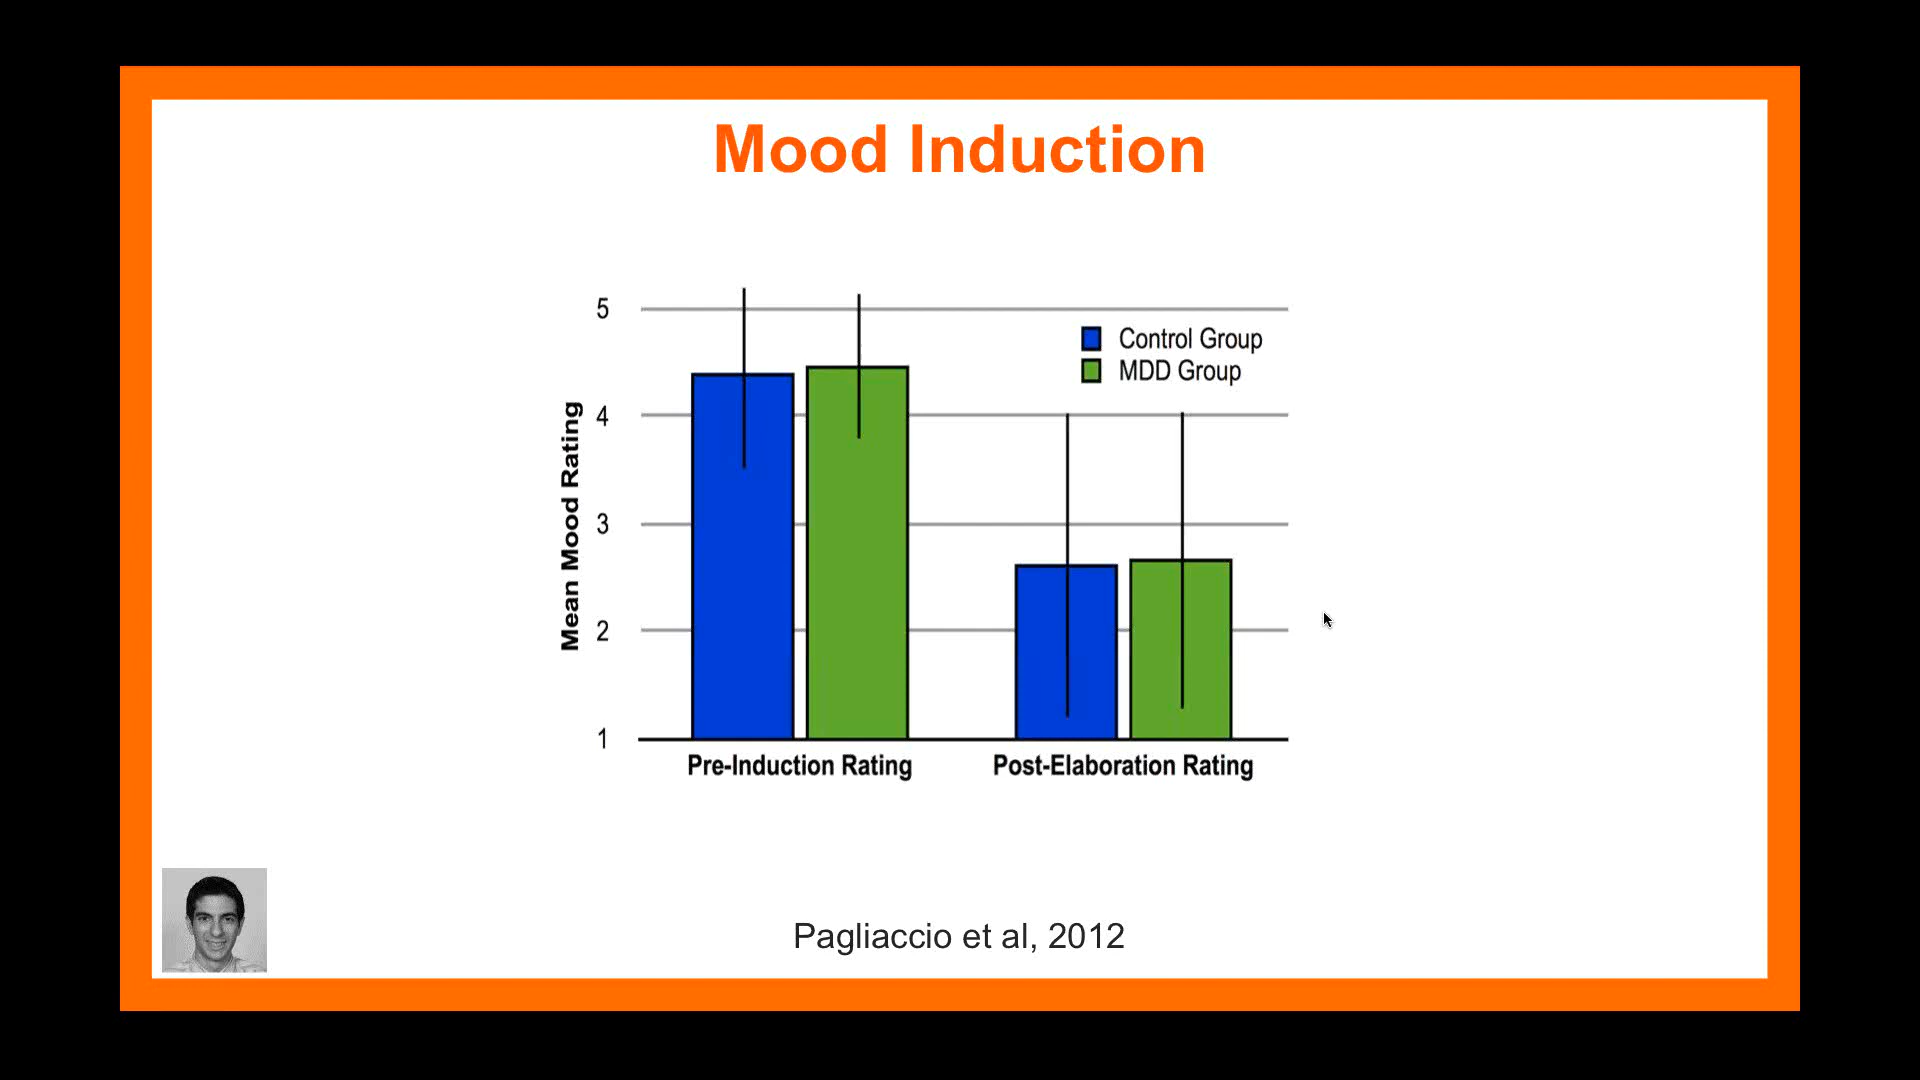 Mood Induction
5
4
3
2
1
Mean Mood Rating
Control Group
MDD Group
Pre-Induction Rating
Post-Elaboration Rating
Pagliaccio et al, 2012